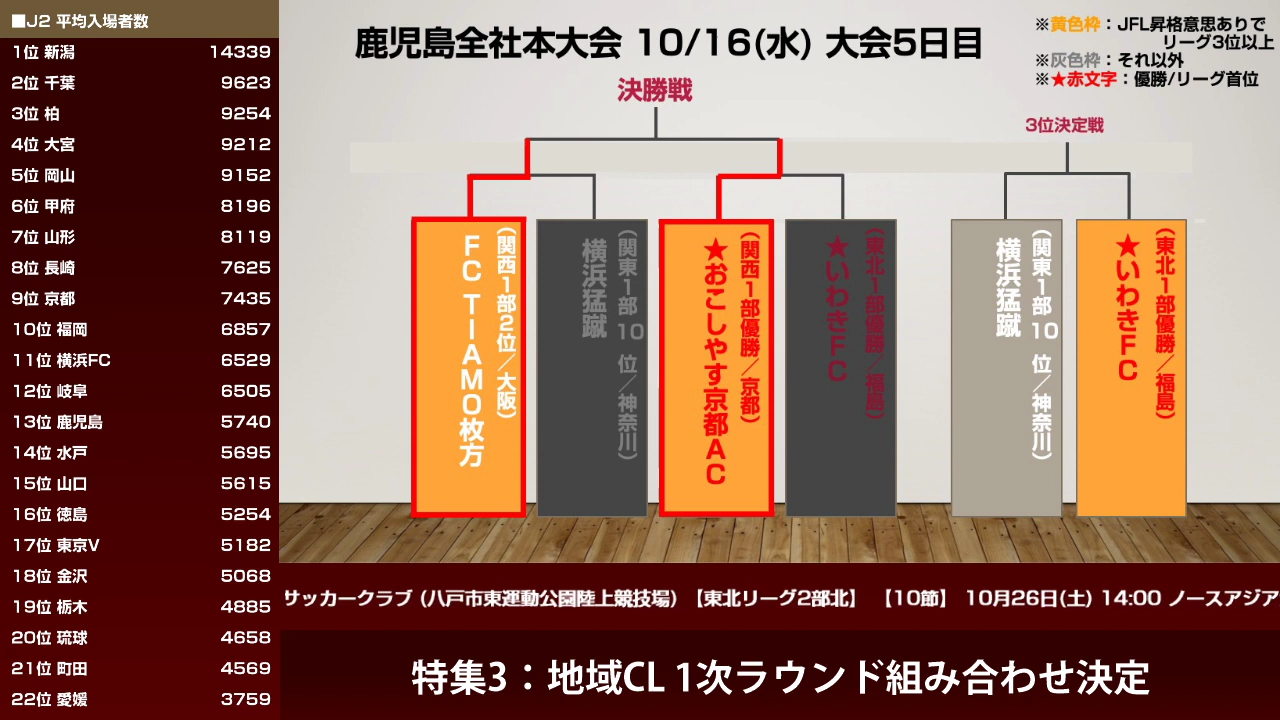 ■J2 平均入場者数
1位 新潟 14339
2位 千葉 9623
3位 柏 9254
4位 大宮 9212
5位 岡山 9152
6位 甲府 8196
7位 山形 8119
8位 長崎 7625
9位 京都 7435
10位 福岡 6857
11位 横浜FC 6529
12位 岐阜 6505
13位 鹿児島 5740
14位 水戸 5695
15位 山口 5615
16位 徳島 5254
17位 東京V 5182
18位 金沢 5068
19位 栃木 4885
20位 琉球 4658
21位 町田 4569
22位 愛媛 3759
鹿児島全社本大会 10/16(水) 大会5日目
※黄色枠：JFL昇格意思ありで
リーグ3位以上
※灰色枠：それ以外
※★赤文字：優勝/リーグ首位
決勝戦
3位決定戦
（関西1部2位／大阪）
FC TIAMO枚方
（関東1部10位／神奈川）
横浜猛蹴
（関西1部優勝／京都）
★おこしやす京都AC
（東北1部優勝／福島）
★いわきFC
（関東1部10位／神奈川）
横浜猛蹴
（東北1部優勝／福島）
★いわきFC
サッカークラブ (八戸市東運動公園陸上競技場) 【東北リーグ2部北】 【10節】 10月26日(土) 14:00 ノースアジア
特集3：地域CL 1次ラウンド組み合わせ決定